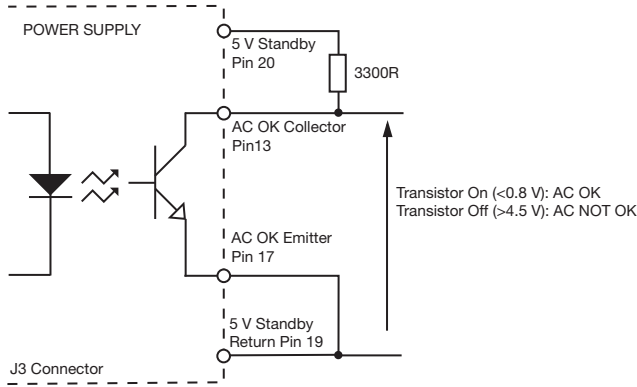 POWER SUPPLY
5 V Standby
Pin 20
3300R
AC OK Collector
Pin13
Transistor On (<0.8 V): AC OK
Transistor Off (>4.5 V): AC NOT OK
AC OK Emitter
Pin 17
5 V Standby
Return Pin 19
J3 Connector